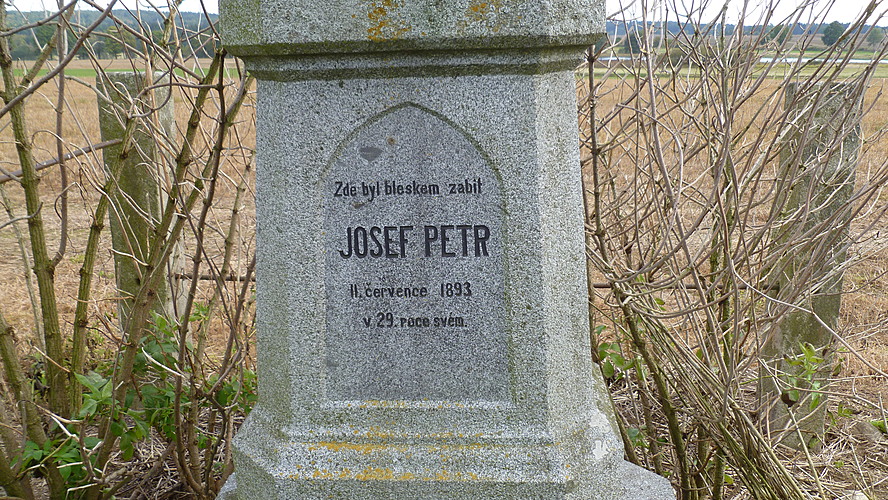 Zde byl bleskem zabit
JOSEF PETR
11. července 1893
v 29. roce svém.